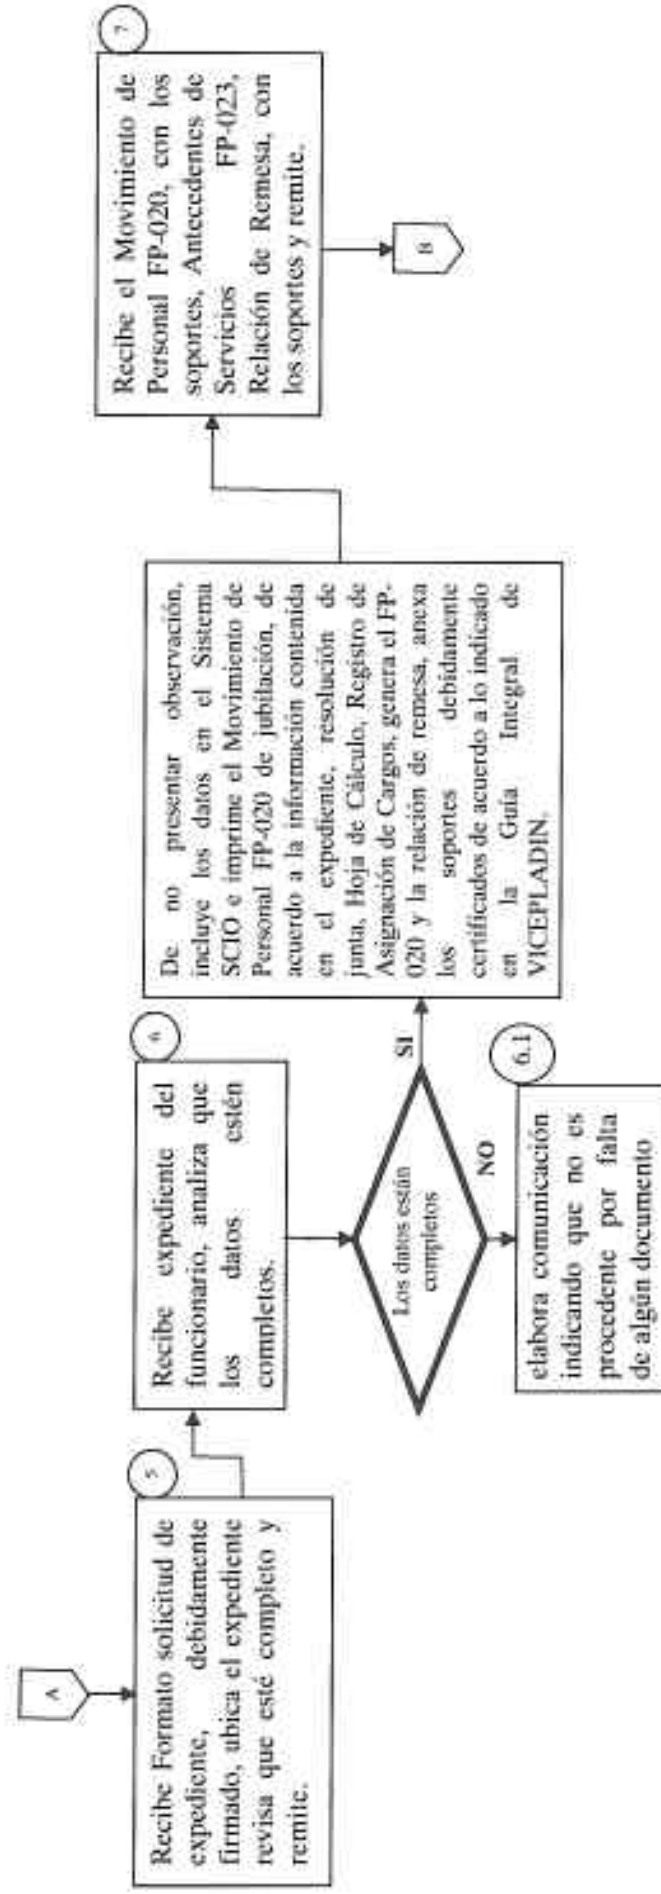 A
5
Recibe Formato solicitud de
expediente, debidamente
firmado, ubica el expediente
revisa que esté completo y
remite.
6
Recibe expediente del
funcionario, analiza que
los datos estén
completos.
Los datos están
completos
SI
NO
6.1
elabora comunicación
indicando que no es
procedente por falta
de algún documento
De no presentar observación,
incluye los datos en el Sistema
SCIO e imprime el Movimiento de
Personal FP-020 de jubilación, de
acuerdo a la información contenida
en el expediente, resolución de
junta, Hoja de Cálculo, Registro de
Asignación de Cargos, genera el FP-
020 y la relación de remesa, anexa
los soportes debidamente
certificados de acuerdo a lo indicado
en la Guía Integral de
VICEPLADIN.
7
Recibe el Movimiento de
Personal FP-020, con los
soportes, Antecedentes de
Servicios FP-023,
Relación de Remesa, con
los soportes y remite.
B